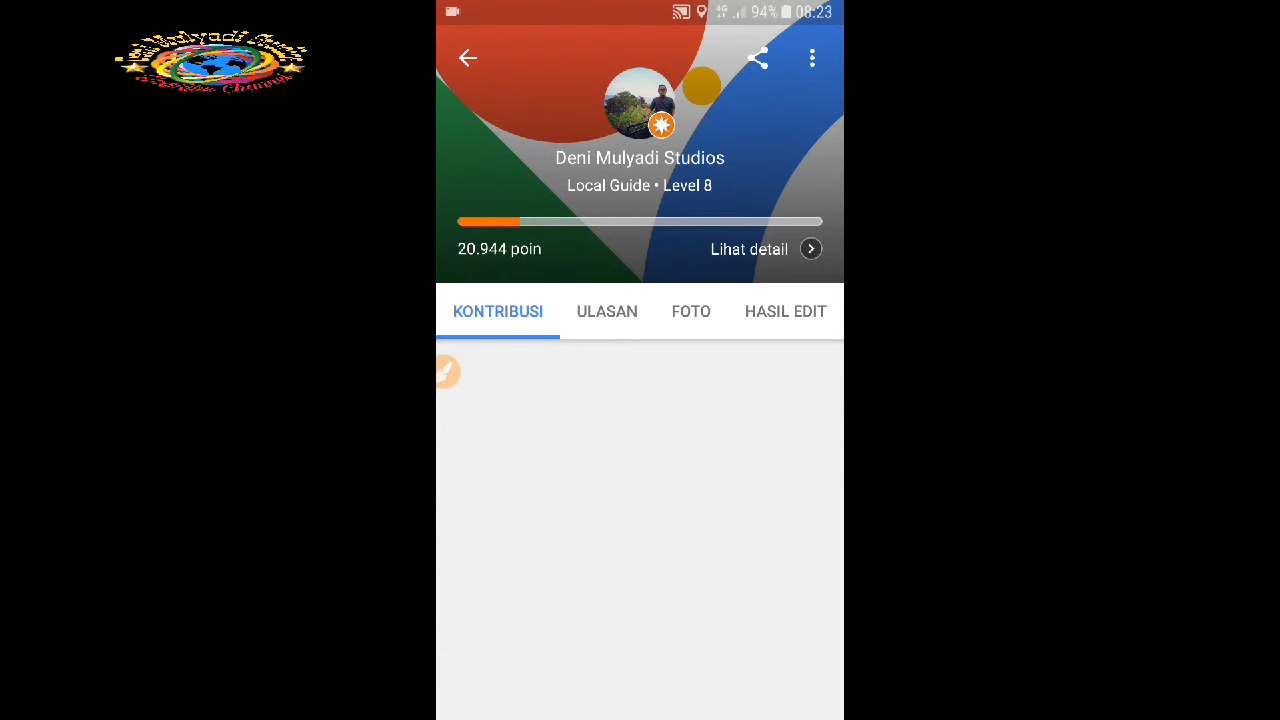 4G 94% 08:23
Deni Mulyadi Studios
Local Guide • Level 8
20.944 poin
Lihat detail
KONTRIBUSI ULASAN FOTO HASIL EDIT